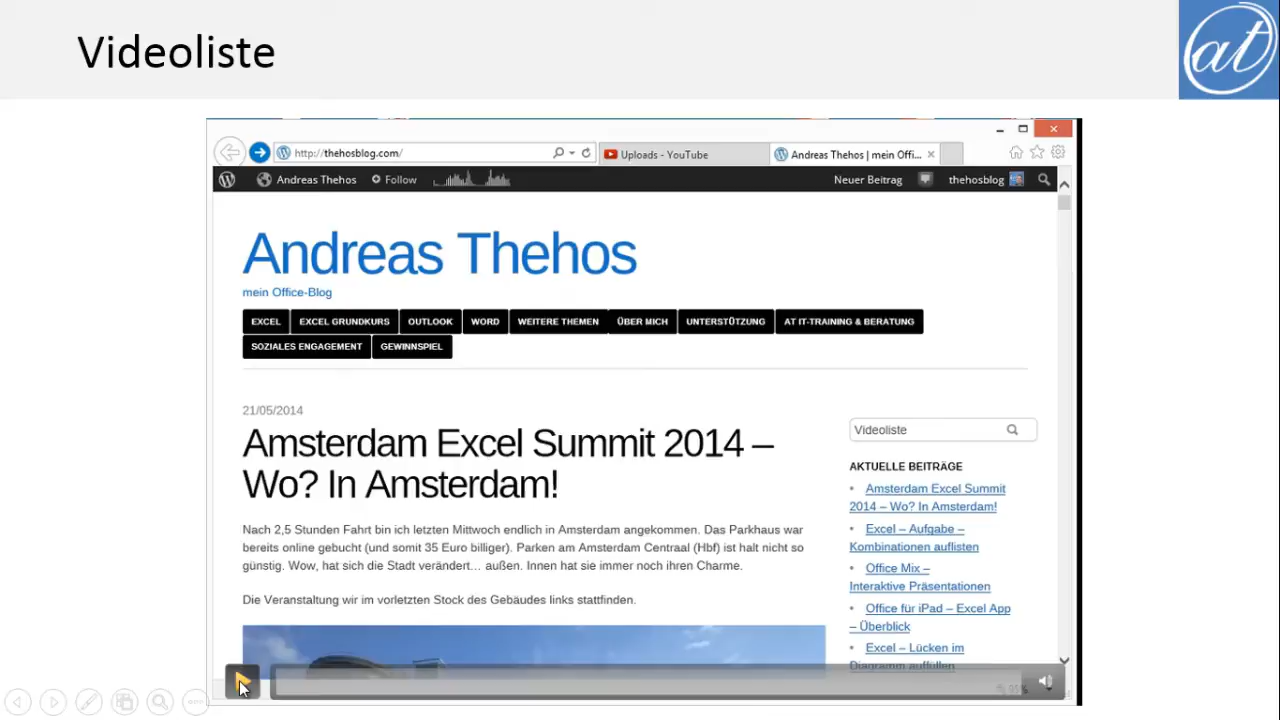 Videoliste
at
http://thehosblog.com/
Uploads - YouTube
Andreas Thehos | mein Offi...
Andreas Thehos
Follow
Neuer Beitrag
thehosblog
Andreas Thehos
mein Office-Blog
EXCEL
EXCEL GRUNDKURS
OUTLOOK
WORD
WEITERE THEMEN
ÜBER MICH
UNTERSTÜTZUNG
AT IT-TRAINING & BERATUNG
SOZIALES ENGAGEMENT
GEWINNSPIEL
21/05/2014
Amsterdam Excel Summit 2014 –
Wo? In Amsterdam!
Nach 2,5 Stunden Fahrt bin ich letzten Mittwoch endlich in Amsterdam angekommen. Das Parkhaus war
bereits online gebucht (und somit 35 Euro billiger). Parken am Amsterdam Centraal (Hbf) ist halt nicht so
günstig. Wow, hat sich die Stadt verändert… außen. Innen hat sie immer noch ihren Charme.
Die Veranstaltung wir im vorletzten Stock des Gebäudes links stattfinden.
Videoliste
AKTUELLE BEITRÄGE
Amsterdam Excel Summit
2014 – Wo? In Amsterdam!
Excel – Aufgabe –
Kombinationen auflisten
Office Mix –
Interaktive Präsentationen
Office für iPad – Excel App
– Überblick
Excel – Lücken im
Diagramm auffüllen